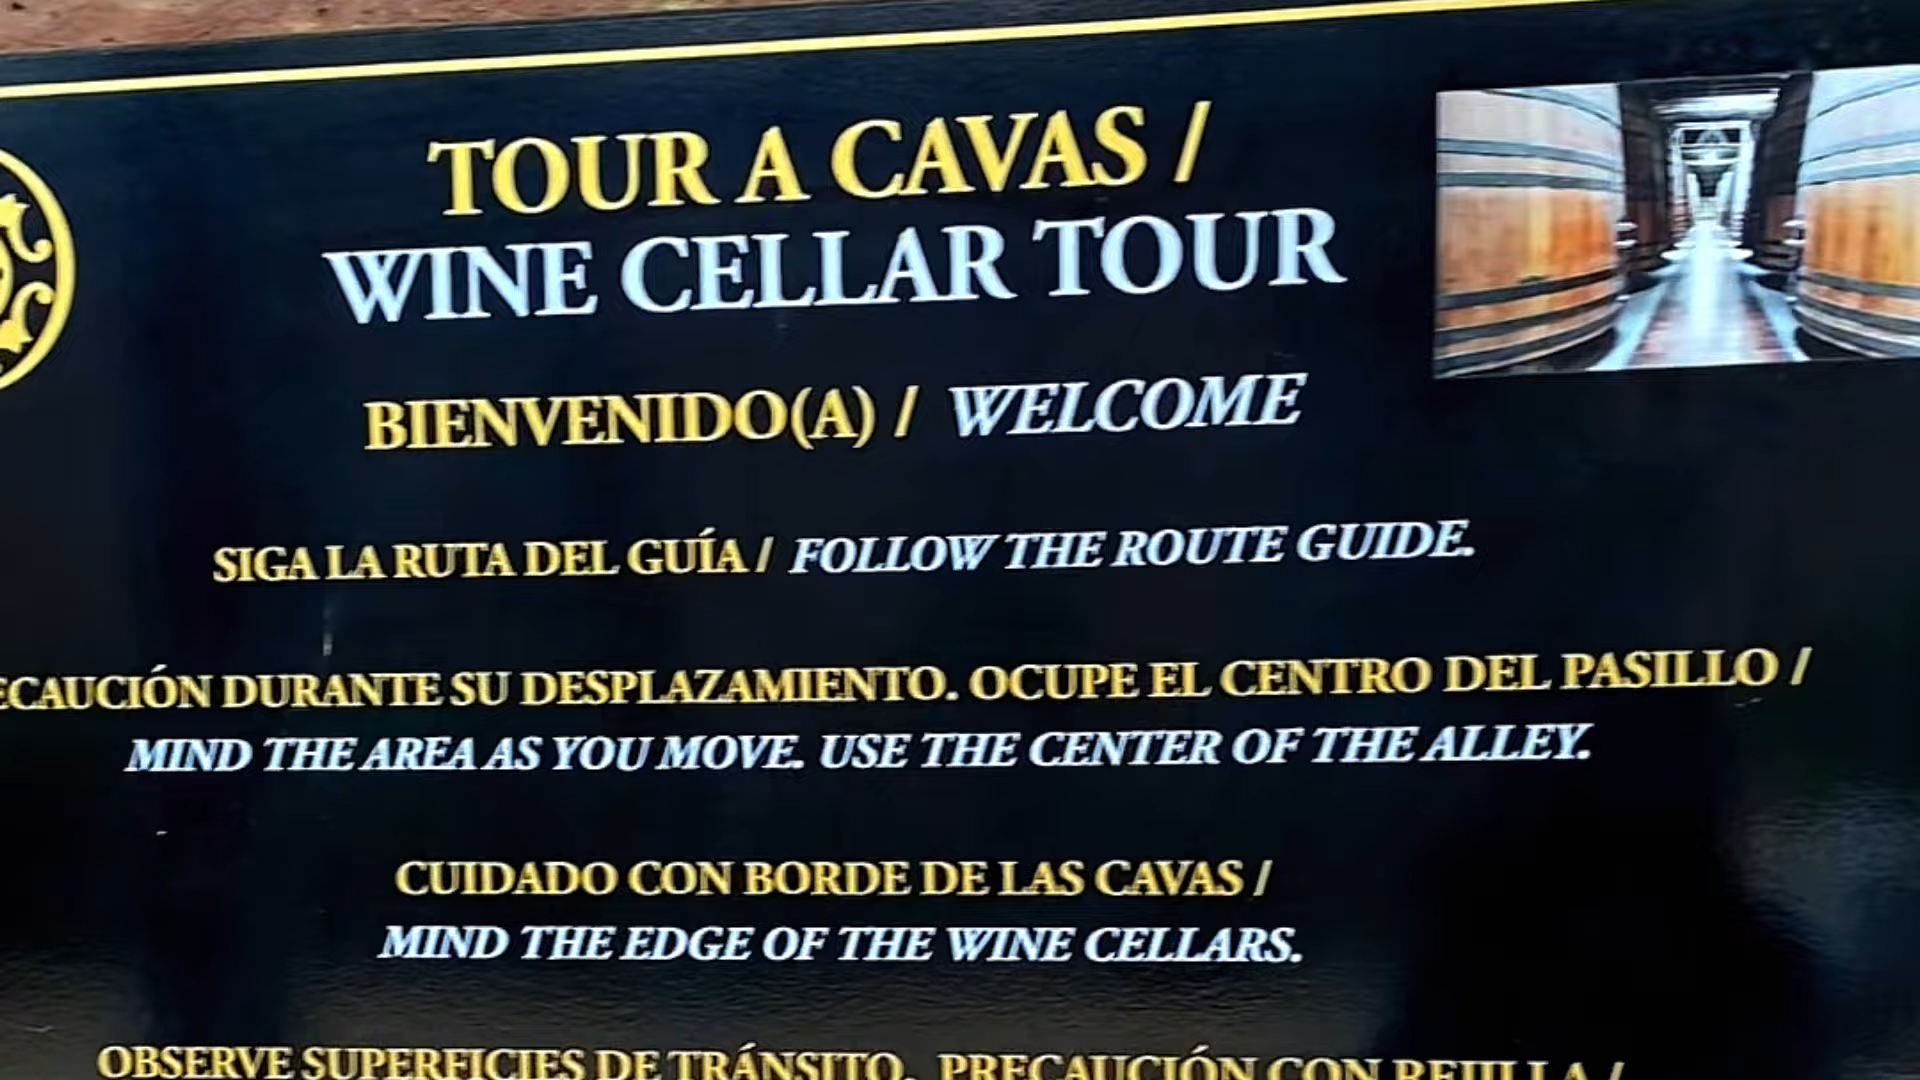 TOUR A CAVAS /
WINE CELLAR TOUR
BIENVENIDO(A) / WELCOME
SIGA LA RUTA DEL GUÍA / FOLLOW THE ROUTE GUIDE.
ECAUCIÓN DURANTE SU DESPLAZAMIENTO. OCUPE EL CENTRO DEL PASILLO /
MIND THE AREA AS YOU MOVE. USE THE CENTER OF THE ALLEY.
CUIDADO CON BORDE DE LAS CAVAS /
MIND THE EDGE OF THE WINE CELLARS.
OBSERVE SUPERFICIES DE TRÁNSITO. PRECAUCIÓN CON REJILLA /